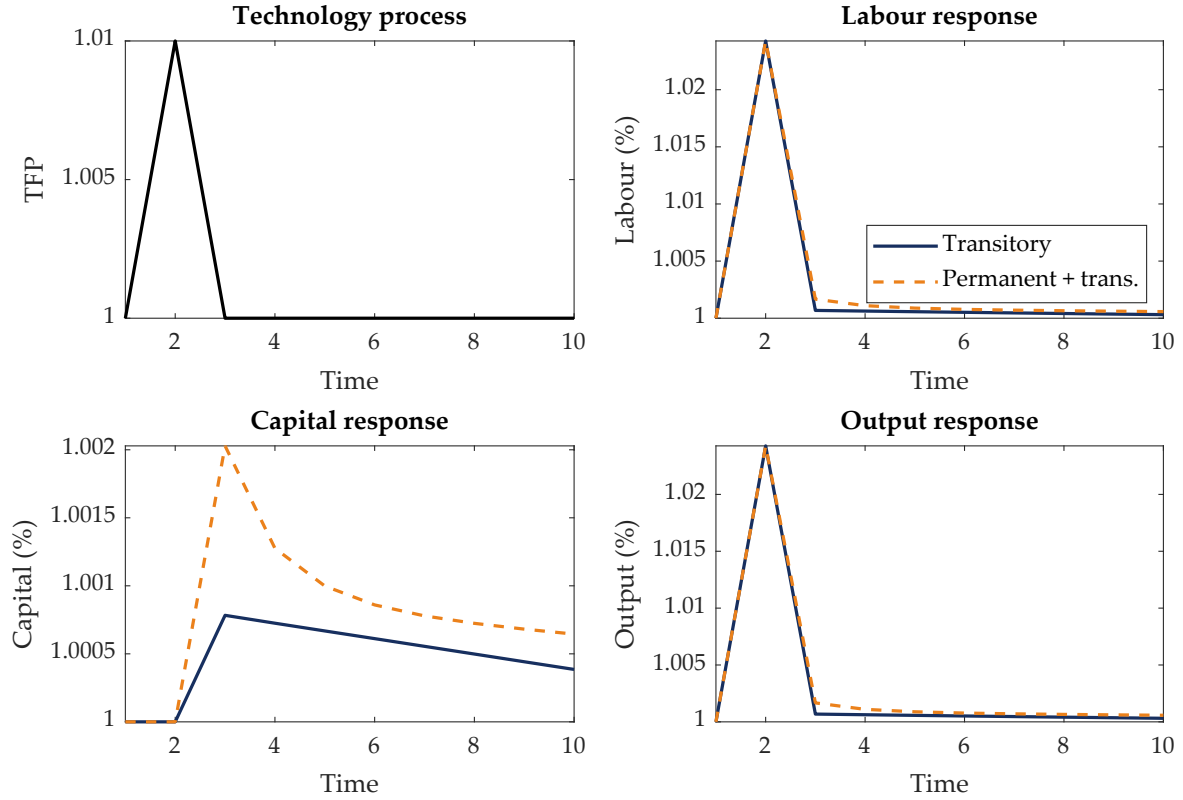 Technology process
1.01
1.005
1
TFP
2
4
6
8
10
Time
Labour response
1.02
1.015
1.01
1.005
1
Labour (%)
Transitory
Permanent + trans.
2
4
6
8
10
Time
Capital response
1.002
1.0015
1.001
1.0005
1
Capital (%)
2
4
6
8
10
Time
Output response
1.02
1.015
1.01
1.005
1
Output (%)
2
4
6
8
10
Time